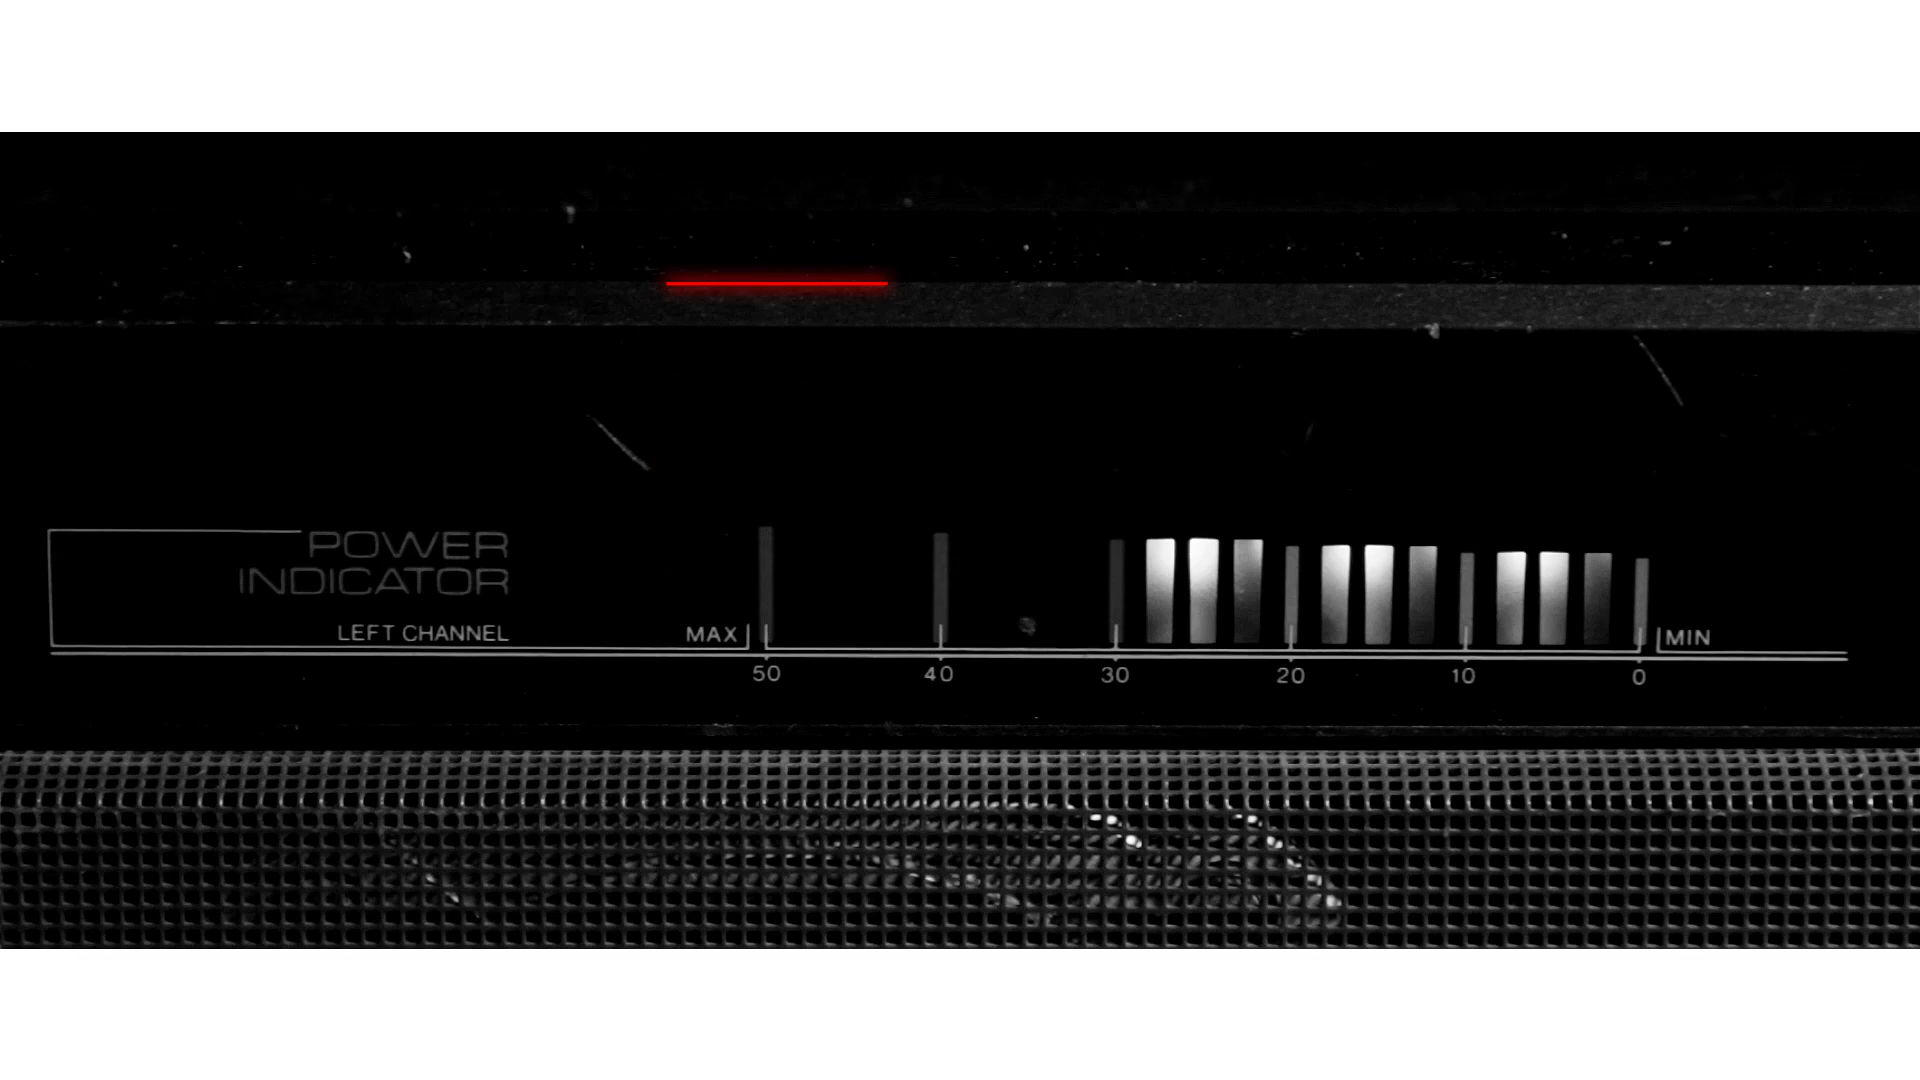 POWER
INDICATOR
LEFT CHANNEL
MAX
MIN
50 40 30 20 10 0